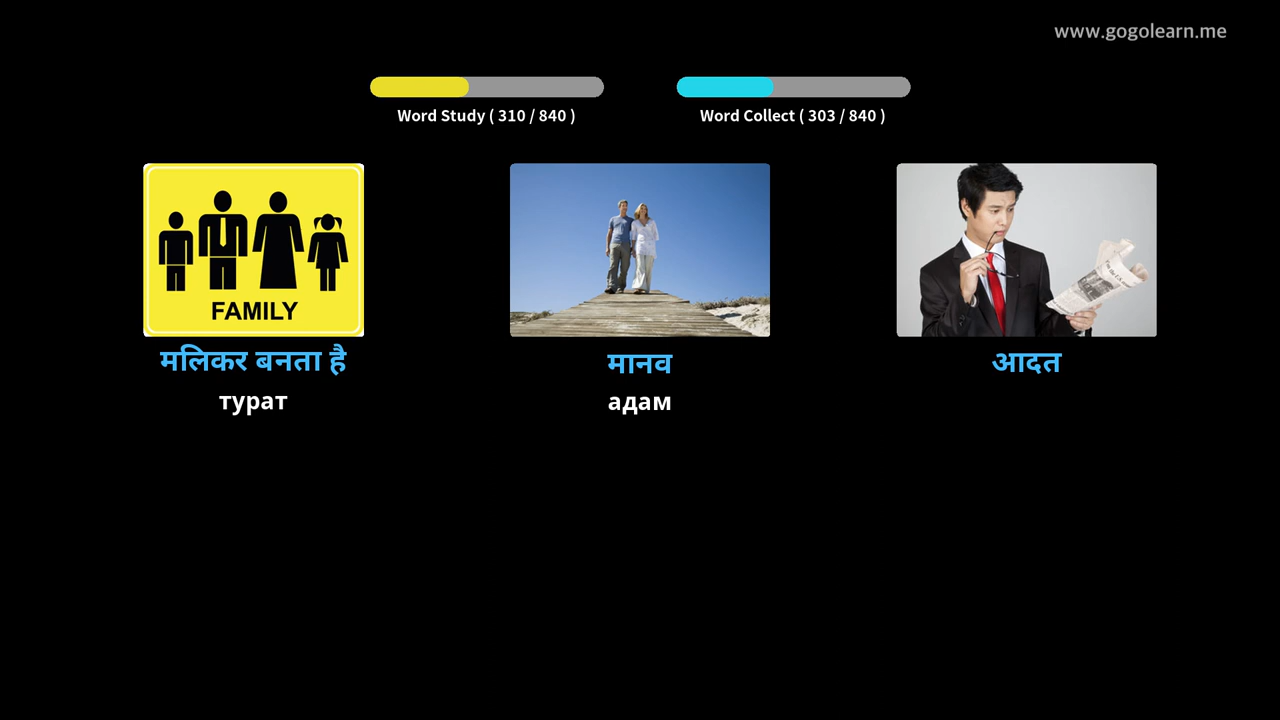 www.gogolearn.me
Word Study ( 310 / 840 )
Word Collect ( 303 / 840 )
FAMILY
मलिकर बनता है
турат
मानव
адам
आदत